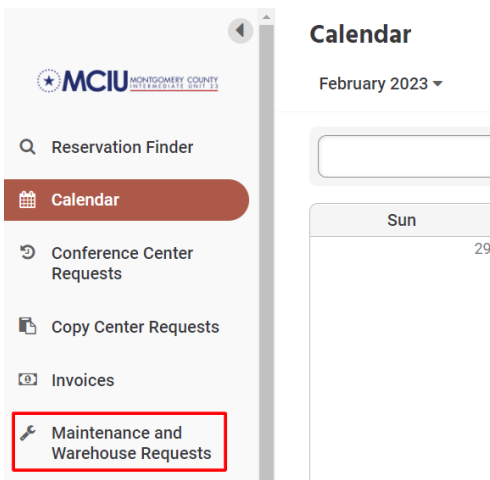 MCIU MONTGOMERY COUNTY
INTERMEDIATE UNIT 23
Reservation Finder
Calendar
Conference Center
Requests
Copy Center Requests
Invoices
Maintenance and
Warehouse Requests
Calendar
February 2023
Sun
29